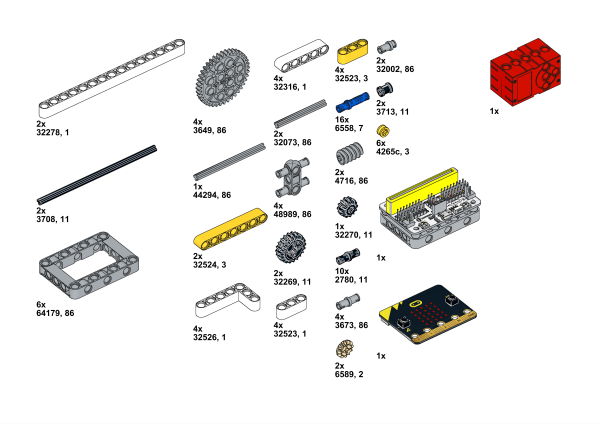 2x
32278, 1
4x
3649, 86
4x
32316, 1
4x
32523, 3
2x
32002, 86
1x
2x
3713, 11
16x
6558, 7
2x
32073, 86
6x
4265c, 3
2x
3708, 11
1x
44294, 86
4x
48989, 86
2x
4716, 86
1x
32270, 11
2x
32524, 3
2x
32269, 11
10x
2780, 11
1x
6x
64179, 86
4x
32526, 1
4x
32523, 1
4x
3673, 86
2x
6589, 2
1x